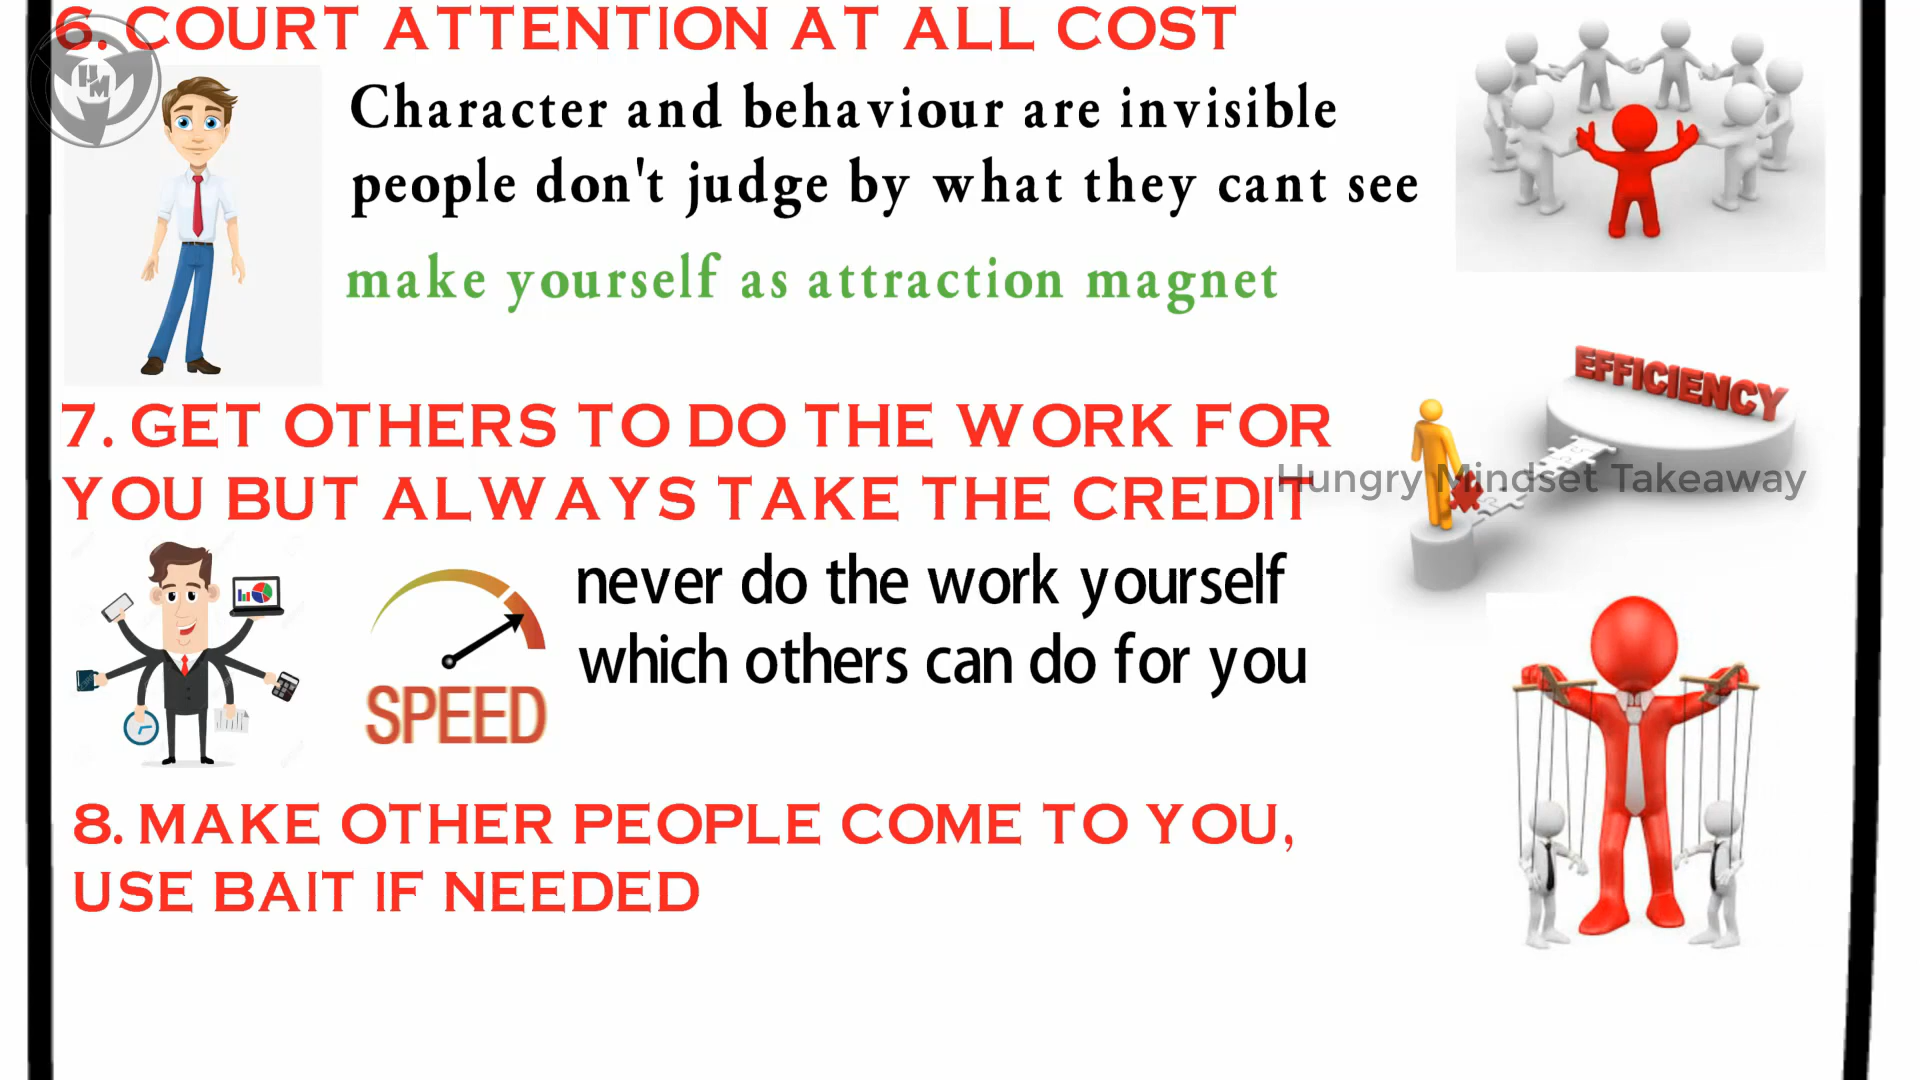 6. COURT ATTENTION AT ALL COST
HM
Character and behaviour are invisible
people don't judge by what they cant see
make yourself as attraction magnet
EFFICIENCY
7. GET OTHERS TO DO THE WORK FOR
YOU BUT ALWAYS TAKE THE CREDIT
Hungry Mindset Takeaway
never do the work yourself
which others can do for you
SPEED
8. MAKE OTHER PEOPLE COME TO YOU,
USE BAIT IF NEEDED